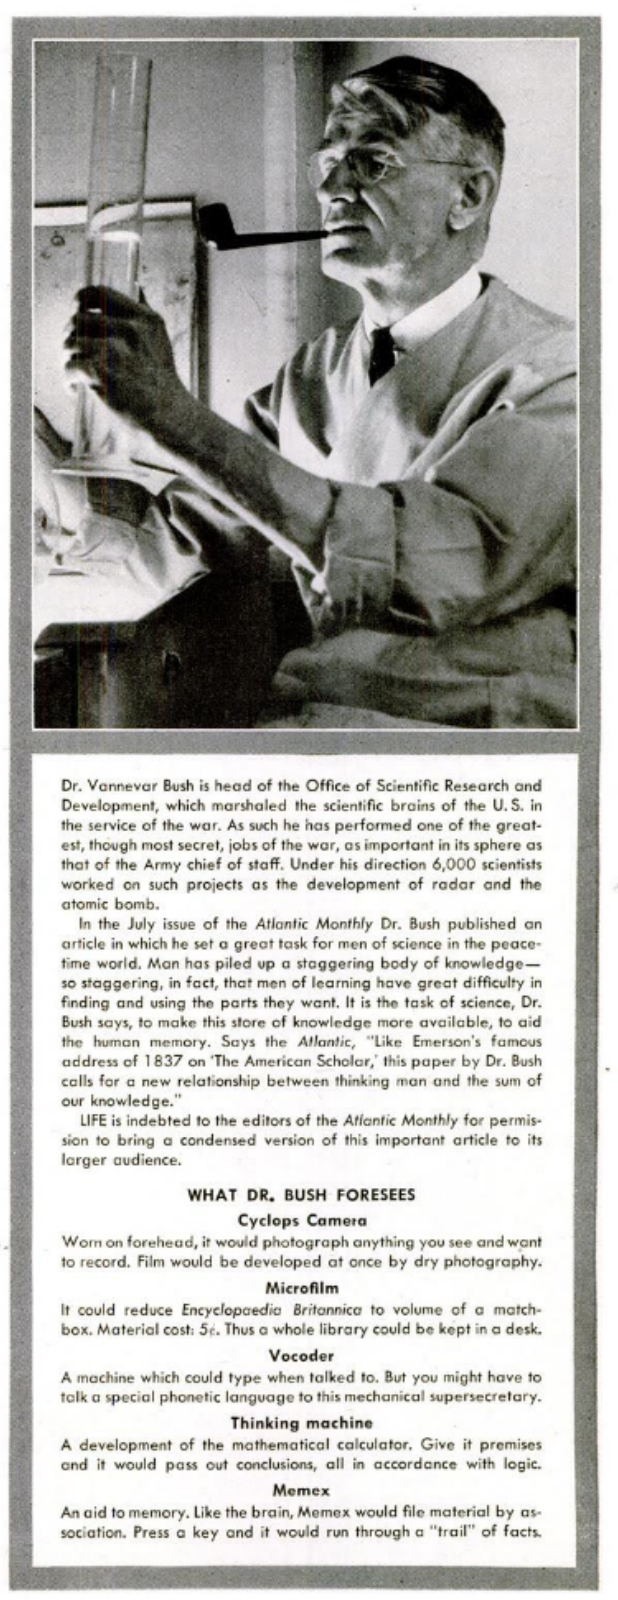 Dr. Vannevar Bush is head of the Office of Scientific Research and
Development, which marshaled the scientific brains of the U. S. in
the service of the war. As such he has performed one of the great-
est, though most secret, jobs of the war, as important in its sphere as
that of the Army chief of staff. Under his direction 6,000 scientists
worked on such projects as the development of radar and the
atomic bomb.
In the July issue of the Atlantic Monthly Dr. Bush published an
article in which he set a great task for men of science in the peace-
time world. Man has piled up a staggering body of knowledge—
so staggering, in fact, that men of learning have great difficulty in
finding and using the parts they want. It is the task of science, Dr.
Bush says, to make this store of knowledge more available, to aid
the human memory. Says the Atlantic, "Like Emerson's famous
address of 1837 on 'The American Scholar,' this paper by Dr. Bush
calls for a new relationship between thinking man and the sum of
our knowledge."
LIFE is indebted to the editors of the Atlantic Monthly for permis-
sion to bring a condensed version of this important article to its
larger audience.
WHAT DR. BUSH FORESEES
Cyclops Camera
Worn on forehead, it would photograph anything you see and want
to record. Film would be developed at once by dry photography.
Microfilm
It could reduce Encyclopaedia Britannica to volume of a match-
box. Material cost: 5¢. Thus a whole library could be kept in a desk.
Vocoder
A machine which could type when talked to. But you might have to
talk a special phonetic language to this mechanical supersecretary.
Thinking machine
A development of the mathematical calculator. Give it premises
and it would pass out conclusions, all in accordance with logic.
Memex
An aid to memory. Like the brain, Memex would file material by as-
sociation. Press a key and it would run through a "trail" of facts.